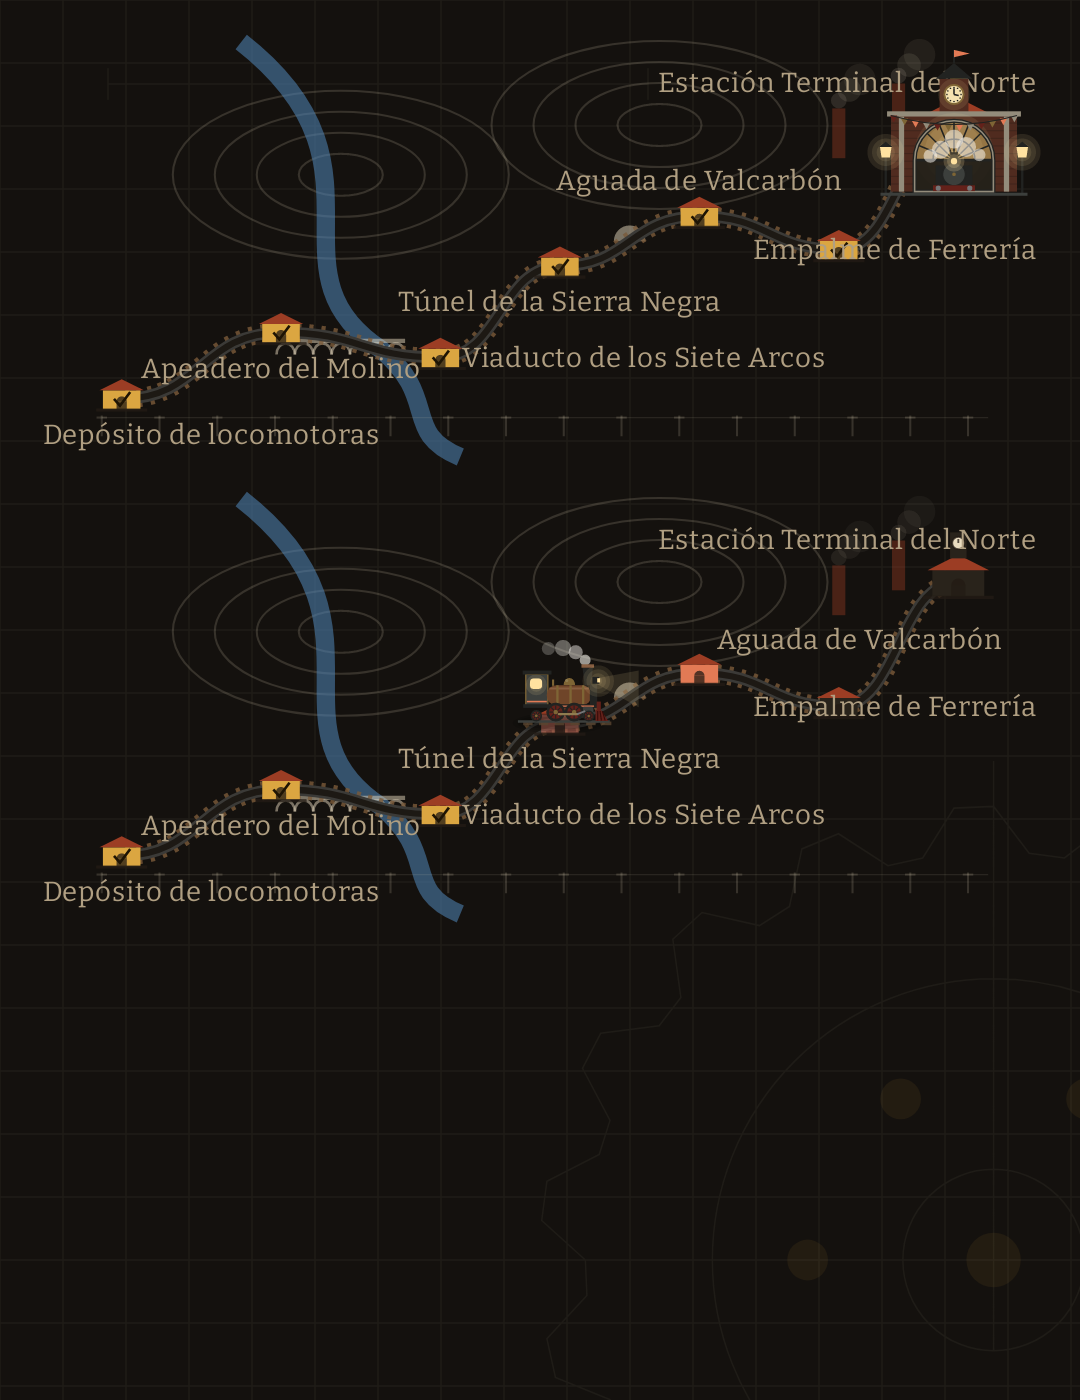 Estación Terminal del Norte
Aguada de Valcarbón
Empalme de Ferrería
Túnel de la Sierra Negra
Viaducto de los Siete Arcos
Apeadero del Molino
Depósito de locomotoras
Estación Terminal del Norte
Aguada de Valcarbón
Empalme de Ferrería
Túnel de la Sierra Negra
Viaducto de los Siete Arcos
Apeadero del Molino
Depósito de locomotoras